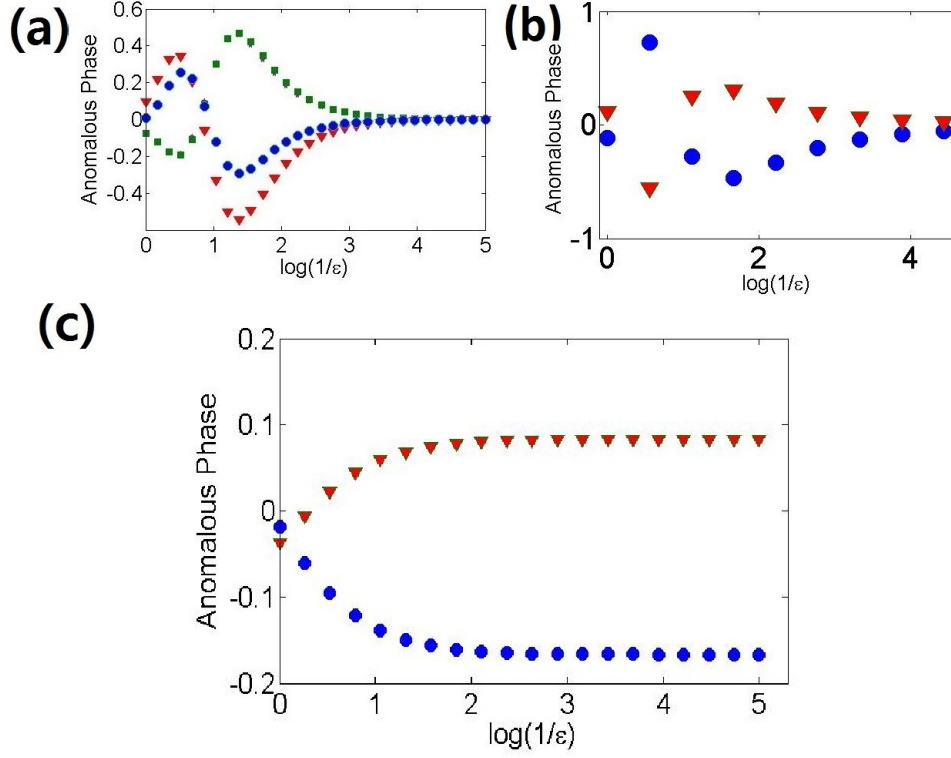 (a)
Anomalous Phase
0.6
0.4
0.2
0
-0.2
-0.4
0 1 2 3 4 5
log(1/ε)
(b)
Anomalous Phase
1
0
-1
0 2 4
log(1/ε)
(c)
Anomalous Phase
0.2
0.1
0
-0.1
-0.2
0 1 2 3 4 5
log(1/ε)